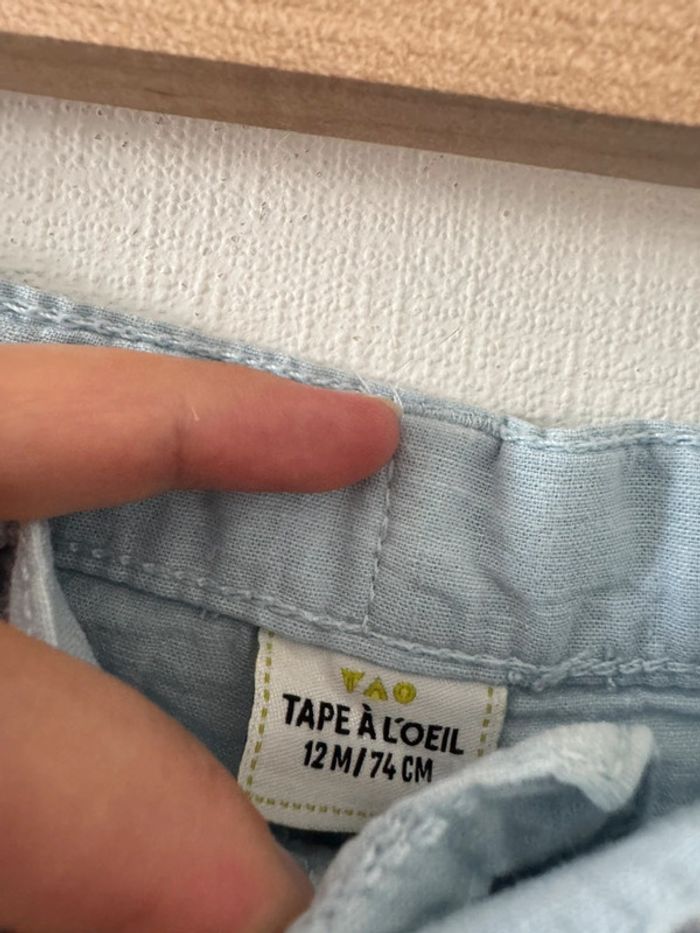 TAO
TAPE À L'OEIL
12 M / 74 CM